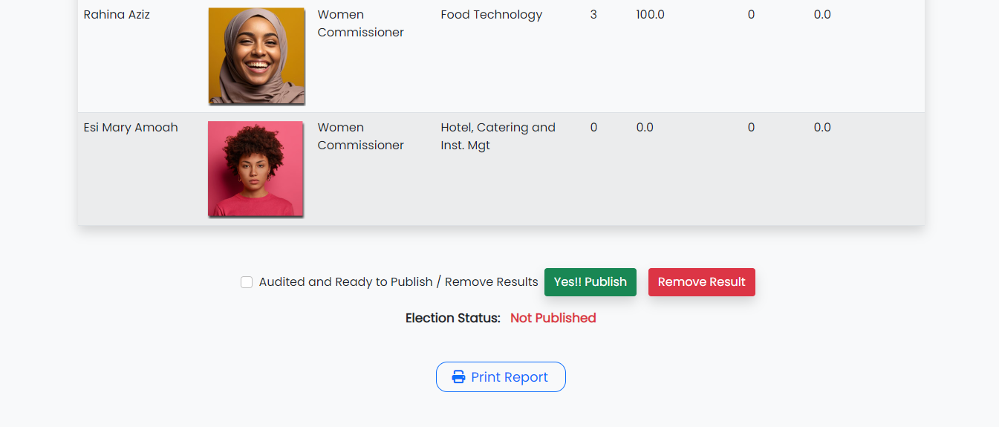 Rahina Aziz Women Food Technology 3 100.0 0 0.0
Commissioner
Esi Mary Amoah Women Hotel, Catering and 0 0.0 0 0.0
Commissioner Inst. Mgt
Audited and Ready to Publish / Remove Results Yes!! Publish Remove Result
Election Status: Not Published
Print Report